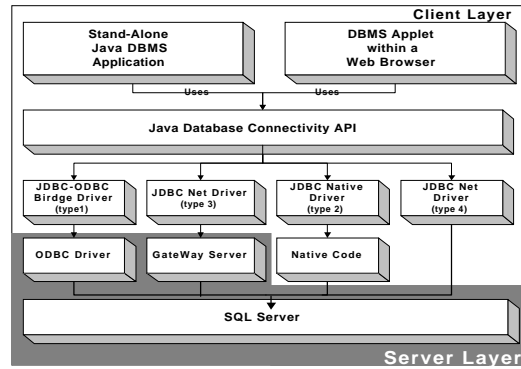 Client Layer
Stand-Alone
Java DBMS
Application
DBMS Applet
within a
Web Browser
Uses
Uses
Java Database Connectivity API
JDBC-ODBC
Birdge Driver
(type1)
JDBC Net Driver
(type 3)
JDBC Native
Driver
(type 2)
JDBC Net
Driver
(type 4)
ODBC Driver
GateWay Server
Native Code
SQL Server
Server Layer